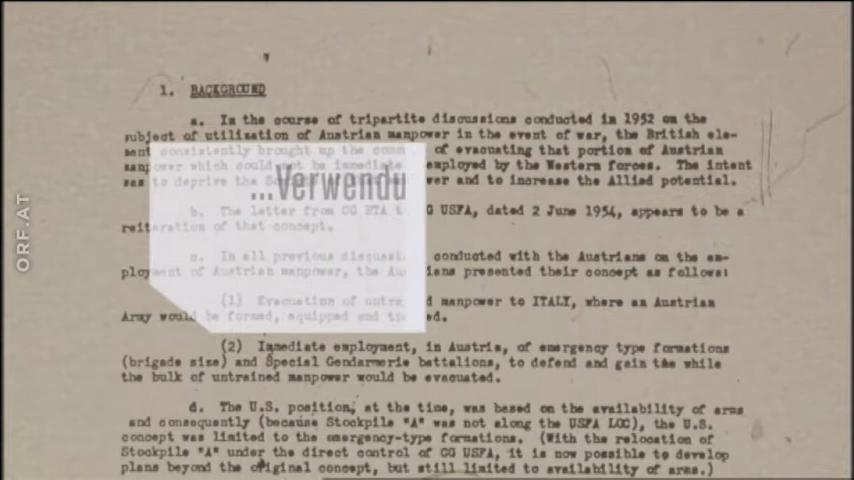 1. BACKGROUND
a. In the course of tripartite discussions conducted in 1952 on the
subject of utilization of Austrian manpower in the event of war, the British ele-
ment consistently brought up the conc of evacuating that portion of Austrian
manpower which could not be immediate employed by the Western forces. The intent
was to deprive the So wer and to increase the Allied potential.
...Verwendu
b. The letter from CG BTA t G USFA, dated 2 June 1954, appears to be a
reiteration of that concept.
c. In all previous discussi conducted with the Austrians on the em-
ployment of Austrian manpower, the Au ians presented their concept as follows:
(1) Evacuation of untra d manpower to ITALY, where an Austrian
Army would be formed, equipped and t ed.
(2) Immediate employment, in Austria, of emergency type formations
(brigade size) and Special Gendarmerie battalions, to defend and gain time while
the bulk of untrained manpower would be evacuated.
d. The U.S. position, at the time, was based on the availability of arms
and consequently (because Stockpile "A" was not along the USFA LOC), the U.S.
concept was limited to the emergency-type formations. (With the relocation of
Stockpile "A" under the direct control of CG USFA, it is now possible to develop
plans beyond the original concept, but still limited to availability of arms.)
ORF.AT